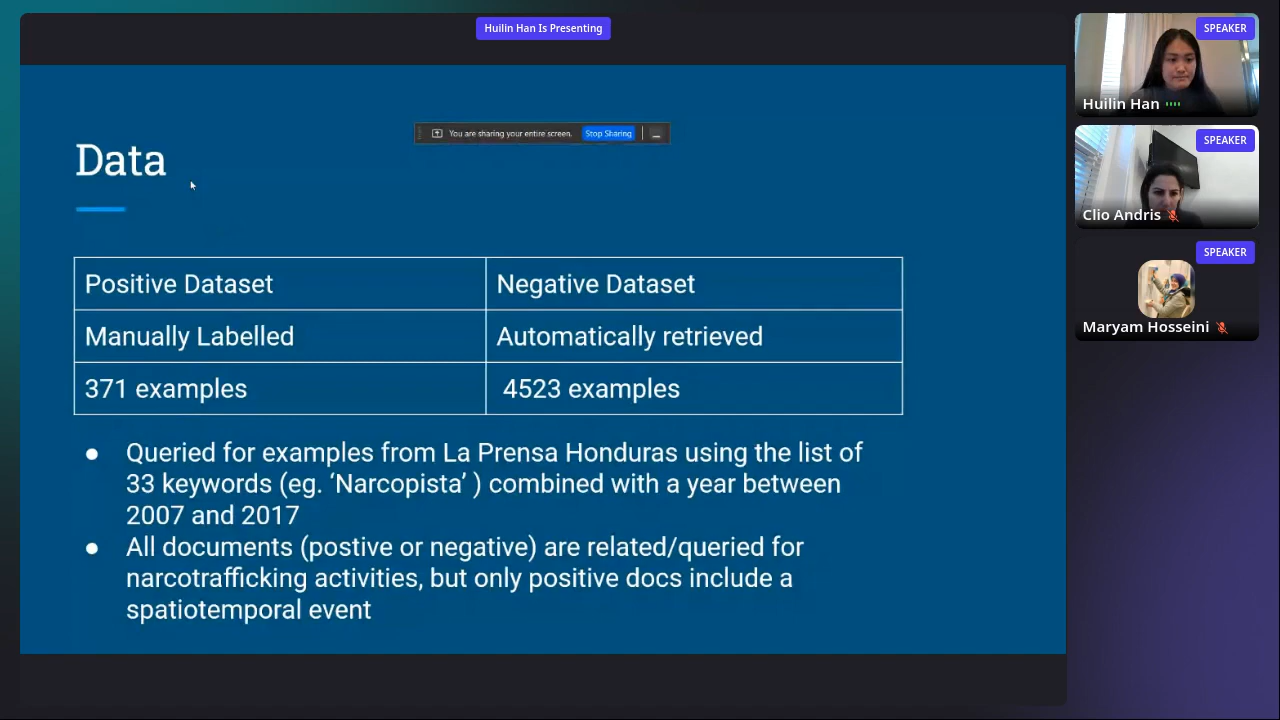 Huilin Han Is Presenting
You are sharing your entire screen. Stop Sharing
Data
Positive Dataset Negative Dataset
Manually Labelled Automatically retrieved
371 examples 4523 examples
● Queried for examples from La Prensa Honduras using the list of
33 keywords (eg. ‘Narcopista’ ) combined with a year between
2007 and 2017
● All documents (postive or negative) are related/queried for
narcotrafficking activities, but only positive docs include a
spatiotemporal event
SPEAKER
Huilin Han
SPEAKER
Clio Andris
SPEAKER
Maryam Hosseini